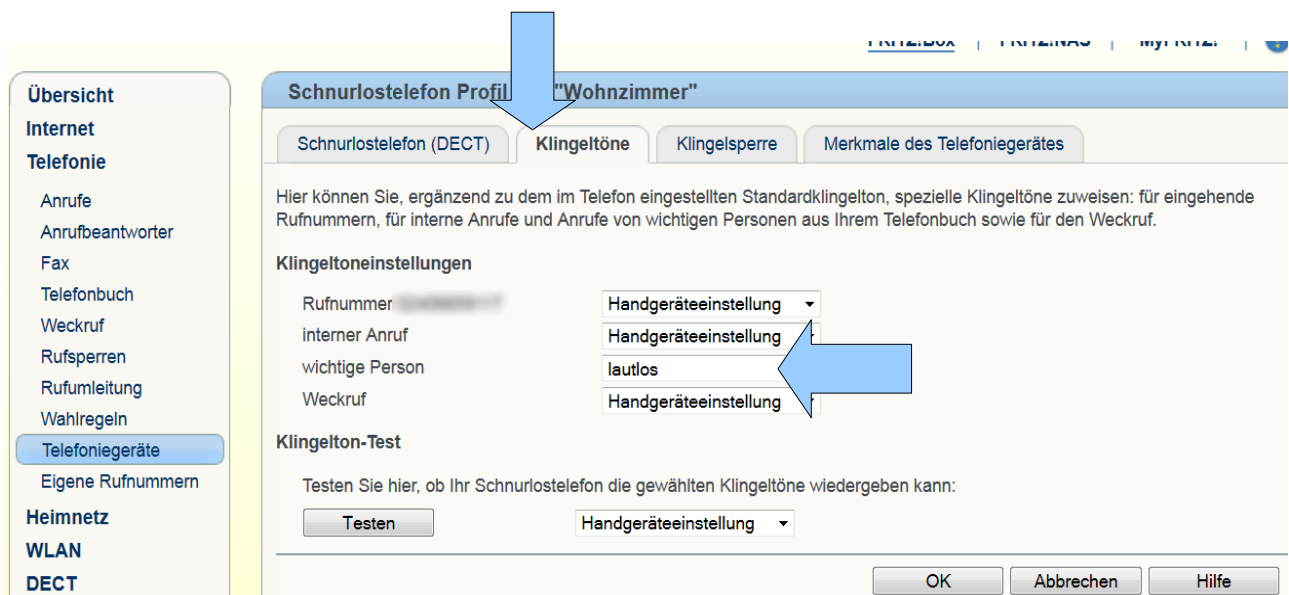 FRITZ!Box | FRITZ!NAS | MyFRITZ! |
Übersicht
Internet
Telefonie
Anrufe
Anrufbeantworter
Fax
Telefonbuch
Weckruf
Rufsperren
Rufumleitung
Wahlregeln
Telefoniegeräte
Eigene Rufnummern
Heimnetz
WLAN
DECT
Schnurlostelefon Profil "Wohnzimmer"
Schnurlostelefon (DECT) Klingeltöne Klingelsperre Merkmale des Telefoniegerätes
Hier können Sie, ergänzend zu dem im Telefon eingestellten Standardklingelton, spezielle Klingeltöne zuweisen: für eingehende
Rufnummern, für interne Anrufe und Anrufe von wichtigen Personen aus Ihrem Telefonbuch sowie für den Weckruf.
Klingeltoneinstellungen
Rufnummer Handgeräteeinstellung
interner Anruf Handgeräteeinstellung
wichtige Person lautlos
Weckruf Handgeräteeinstellung
Klingelton-Test
Testen Sie hier, ob Ihr Schnurlostelefon die gewählten Klingeltöne wiedergeben kann:
Testen Handgeräteeinstellung
OK Abbrechen Hilfe